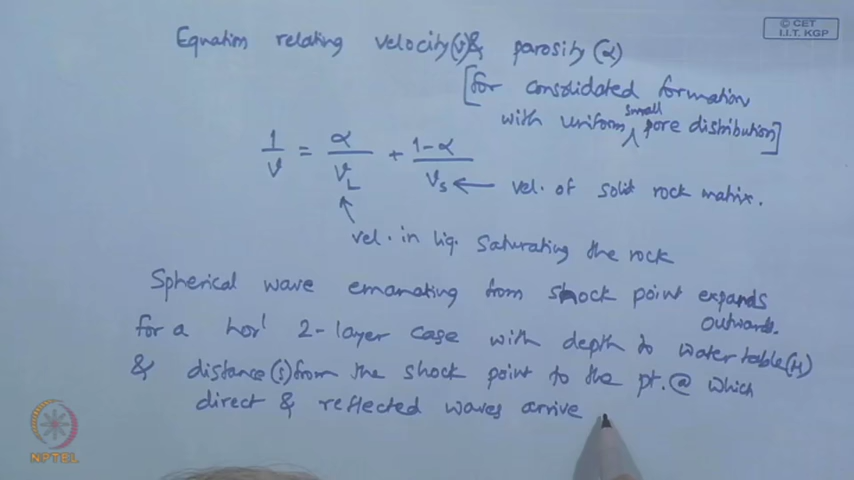 © CET
I.I.T. KGP
Equation relating velocity(v)& porosity (α)
[for consolidated formation
with uniform small pore distribution]
1/v = α/v_L + 1-α/v_s ← vel. of solid rock matrix.
vel. in liq. saturating the rock
Spherical wave emanating from shock point expands
outwards.
for a hor'l 2-layer case with depth to water table(H)
& distance(s)from the shock point to the pt. @ which
direct & reflected waves arrive
NPTEL